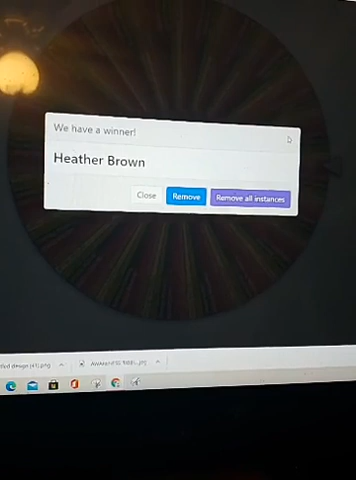 We have a winner!
Heather Brown
Close Remove Remove all instances